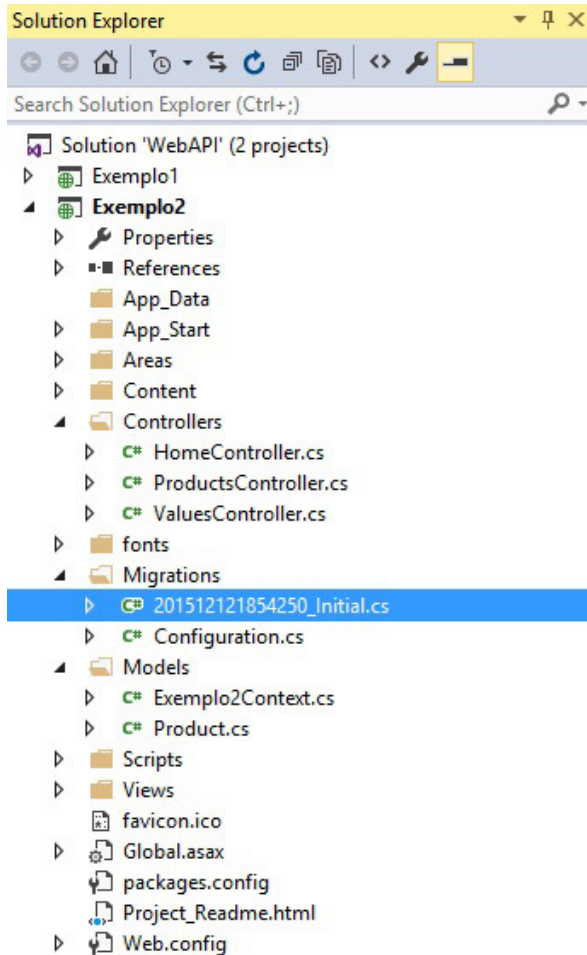 Solution Explorer
Search Solution Explorer (Ctrl+;)
Solution 'WebAPI' (2 projects)
Exemplo1
Exemplo2
Properties
References
App_Data
App_Start
Areas
Content
Controllers
C# HomeController.cs
C# ProductsController.cs
C# ValuesController.cs
fonts
Migrations
C# 201512121854250_Initial.cs
C# Configuration.cs
Models
C# Exemplo2Context.cs
C# Product.cs
Scripts
Views
favicon.ico
Global.asax
packages.config
Project_Readme.html
Web.config